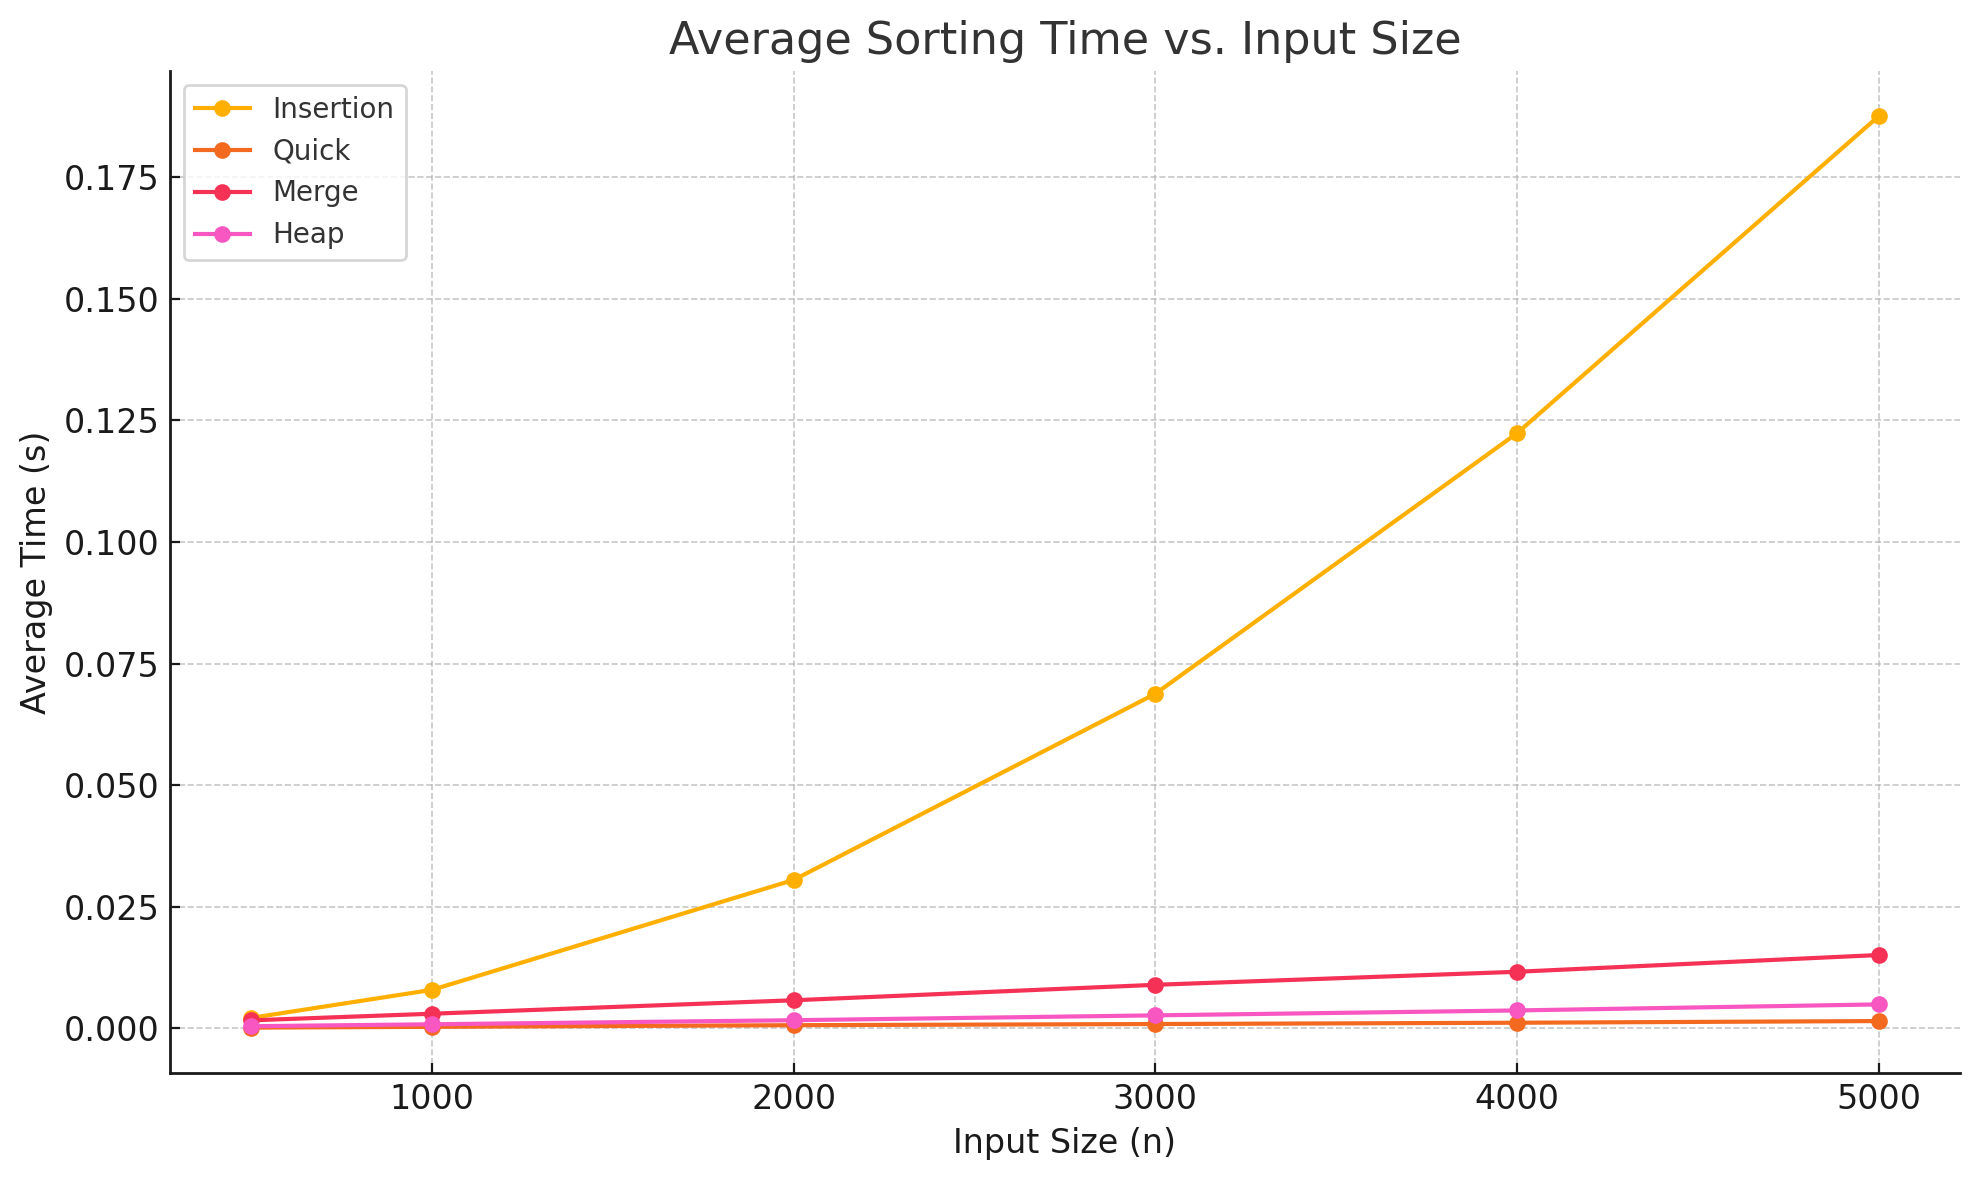 Average Sorting Time vs. Input Size
Insertion
Quick
Merge
Heap
Average Time (s)
0.175
0.150
0.125
0.100
0.075
0.050
0.025
0.000
1000 2000 3000 4000 5000
Input Size (n)